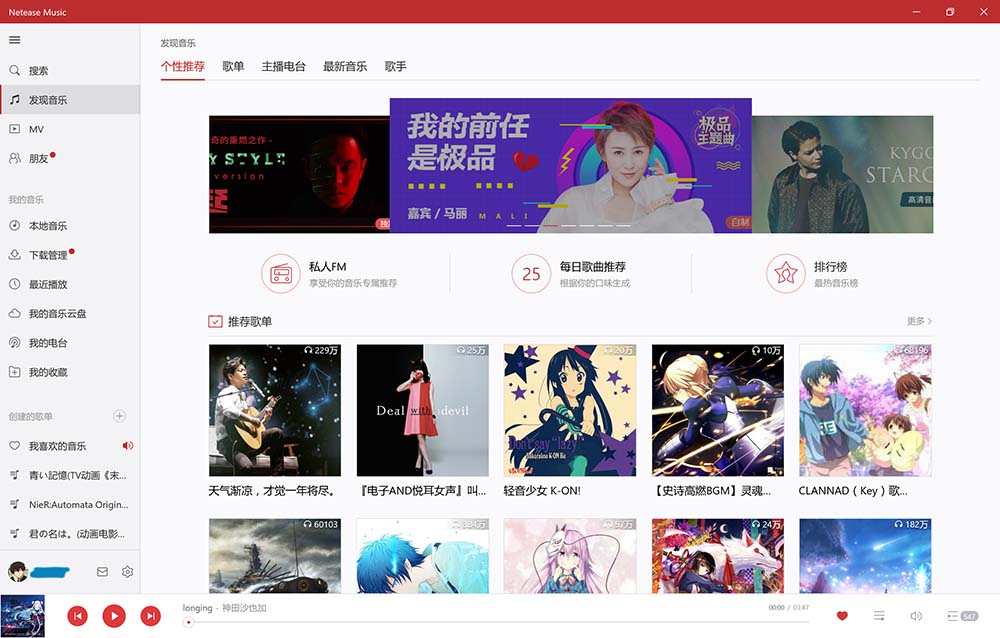 Netease Music
搜索
发现音乐
MV
朋友
我的音乐
本地音乐
下载管理
最近播放
我的音乐云盘
我的电台
我的收藏
创建的歌单
我喜欢的音乐
青い記憶(TV动画《末...
NieR:Automata Origin...
君の名は。(动画电影...
发现音乐
个性推荐 歌单 主播电台 最新音乐 歌手
奇的重燃之作 -
Y STYLE
version
我的前任
是极品
嘉宾 / 马丽 MALI
极品
主题曲
自制
KYGO
STARG
高清音
私人FM
享受你的音乐专属推荐
25
每日歌曲推荐
根据你的口味生成
排行榜
最热音乐榜
推荐歌单
更多
229万
25万
20万
10万
68196
Deal with devil
Don't say "lazy"
天气渐凉，才觉一年将尽。
『电子AND悦耳女声』叫...
轻音少女 K-ON!
【史诗高燃BGM】灵魂...
CLANNAD（Key）歌...
60103
384万
57万
24万
182万
longing - 神田沙也加
00:00 / 03:47
547